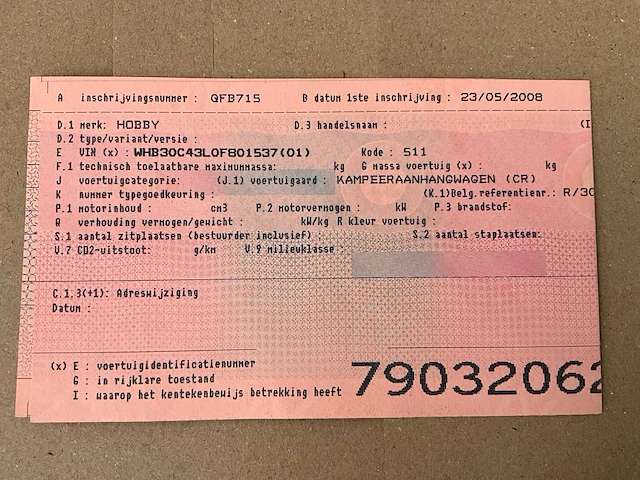 A inschrijvingsnummer : QFB715 B datum 1ste inschrijving : 23/05/2008
D.1 merk: HOBBY D.3 handelsnaam : (I
D.2 type/variant/versie :
E VIN (x) : WHB30C43L0FB01537(01) Kode : 511
F.1 technisch toelaatbare maximummassa: kg G massa voertuig (x) : kg
J voertuigcategorie: (J.1) voertuigaard : KAMPEERAANHANGWAGEN (CR)
K nummer typegoedkeuring : (K.1)Belg.referentienr.: R/30
P.1 motorinhoud : cm3 P.2 motorvermogen : kW P.3 brandstof:
Q verhouding vermogen/gewicht : kW/kg R kleur voertuig :
S.1 aantal zitplaatsen (bestuurder inclusief) : S.2 aantal staplaatsen:
V.7 CO2-uitstoot: g/km V.9 milieuklasse :
C.1.3(+1): Adreswijziging
Datum :
(x) E : voertuigidentificatienummer
G : in rijklare toestand
I : waarop het kentekenbewijs betrekking heeft
79032062